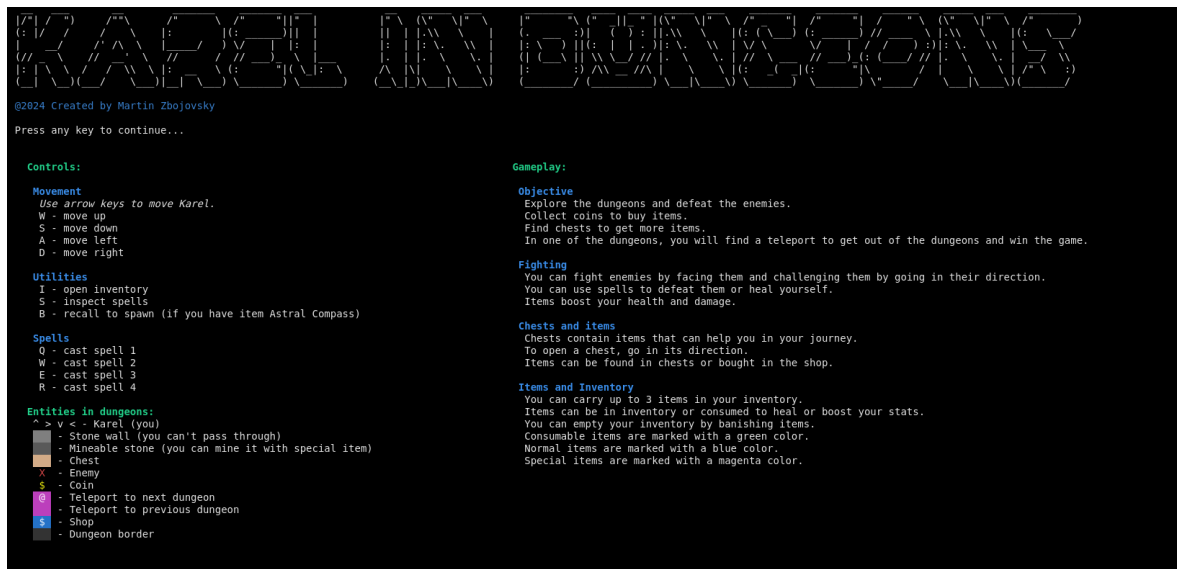 KAREL IN DUNGEONS
@2024 Created by Martin Zbojovsky
Press any key to continue...
Controls:
Movement
Use arrow keys to move Karel.
W - move up
S - move down
A - move left
D - move right
Utilities
I - open inventory
S - inspect spells
B - recall to spawn (if you have item Astral Compass)
Spells
Q - cast spell 1
W - cast spell 2
E - cast spell 3
R - cast spell 4
Entities in dungeons:
^ > v < - Karel (you)
- Stone wall (you can't pass through)
- Mineable stone (you can mine it with special item)
- Chest
X - Enemy
$ - Coin
@ - Teleport to next dungeon
- Teleport to previous dungeon
$ - Shop
- Dungeon border
Gameplay:
Objective
Explore the dungeons and defeat the enemies.
Collect coins to buy items.
Find chests to get more items.
In one of the dungeons, you will find a teleport to get out of the dungeons and win the game.
Fighting
You can fight enemies by facing them and challenging them by going in their direction.
You can use spells to defeat them or heal yourself.
Items boost your health and damage.
Chests and items
Chests contain items that can help you in your journey.
To open a chest, go in its direction.
Items can be found in chests or bought in the shop.
Items and Inventory
You can carry up to 3 items in your inventory.
Items can be in inventory or consumed to heal or boost your stats.
You can empty your inventory by banishing items.
Consumable items are marked with a green color.
Normal items are marked with a blue color.
Special items are marked with a magenta color.